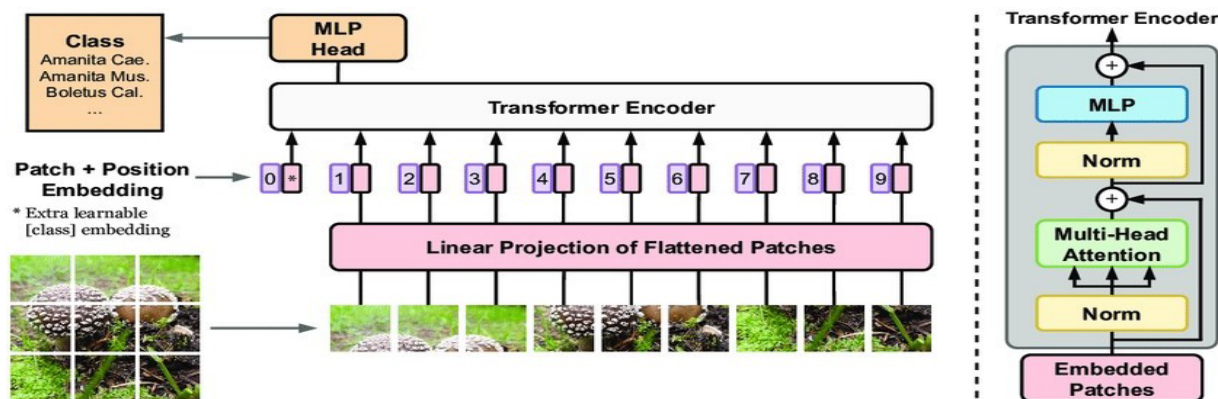 Class
Amanita Cae.
Amanita Mus.
Boletus Cal.
...
MLP
Head
Transformer Encoder
Patch + Position
Embedding
* Extra learnable
[class] embedding
0 * 1 2 3 4 5 6 7 8 9
Linear Projection of Flattened Patches
Transformer Encoder
+
MLP
Norm
+
Multi-Head
Attention
Norm
Embedded
Patches